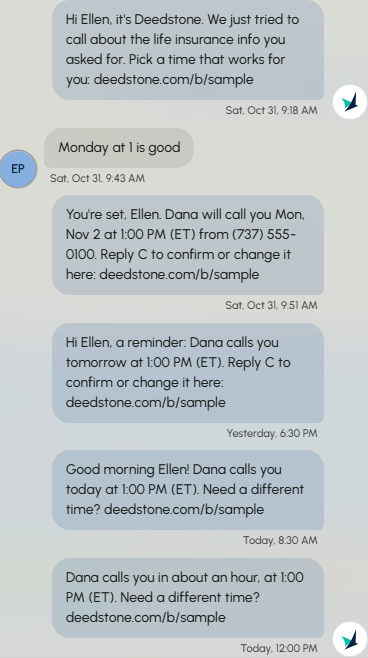 Hi Ellen, it's Deedstone. We just tried to
call about the life insurance info you
asked for. Pick a time that works for
you: deedstone.com/b/sample
Sat, Oct 31, 9:18 AM
Monday at 1 is good
EP
Sat, Oct 31, 9:43 AM
You're set, Ellen. Dana will call you Mon,
Nov 2 at 1:00 PM (ET) from (737) 555-
0100. Reply C to confirm or change it
here: deedstone.com/b/sample
Sat, Oct 31, 9:51 AM
Hi Ellen, a reminder: Dana calls you
tomorrow at 1:00 PM (ET). Reply C to
confirm or change it here:
deedstone.com/b/sample
Yesterday, 6:30 PM
Good morning Ellen! Dana calls you
today at 1:00 PM (ET). Need a different
time? deedstone.com/b/sample
Today, 8:30 AM
Dana calls you in about an hour, at 1:00
PM (ET). Need a different time?
deedstone.com/b/sample
Today, 12:00 PM